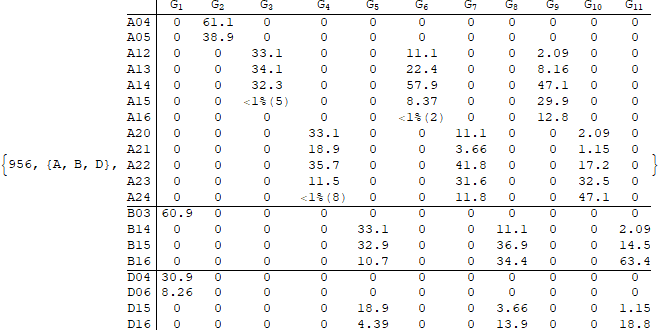 G1 G2 G3 G4 G5 G6 G7 G8 G9 G10 G11
A04 0 61.1 0 0 0 0 0 0 0 0 0
A05 0 38.9 0 0 0 0 0 0 0 0 0
A12 0 0 33.1 0 0 11.1 0 0 2.09 0 0
A13 0 0 34.1 0 0 22.4 0 0 8.16 0 0
A14 0 0 32.3 0 0 57.9 0 0 47.1 0 0
A15 0 0 <1%(5) 0 0 8.37 0 0 29.9 0 0
A16 0 0 0 0 0 <1%(2) 0 0 12.8 0 0
A20 0 0 0 33.1 0 0 11.1 0 0 2.09 0
A21 0 0 0 18.9 0 0 3.66 0 0 1.15 0
{956, {A, B, D}, A22 0 0 0 35.7 0 0 41.8 0 0 17.2 0 }
A23 0 0 0 11.5 0 0 31.6 0 0 32.5 0
A24 0 0 0 <1%(8) 0 0 11.8 0 0 47.1 0
B03 60.9 0 0 0 0 0 0 0 0 0 0
B14 0 0 0 0 33.1 0 0 11.1 0 0 2.09
B15 0 0 0 0 32.9 0 0 36.9 0 0 14.5
B16 0 0 0 0 10.7 0 0 34.4 0 0 63.4
D04 30.9 0 0 0 0 0 0 0 0 0 0
D06 8.26 0 0 0 0 0 0 0 0 0 0
D15 0 0 0 0 18.9 0 0 3.66 0 0 1.15
D16 0 0 0 0 4.39 0 0 13.9 0 0 18.8